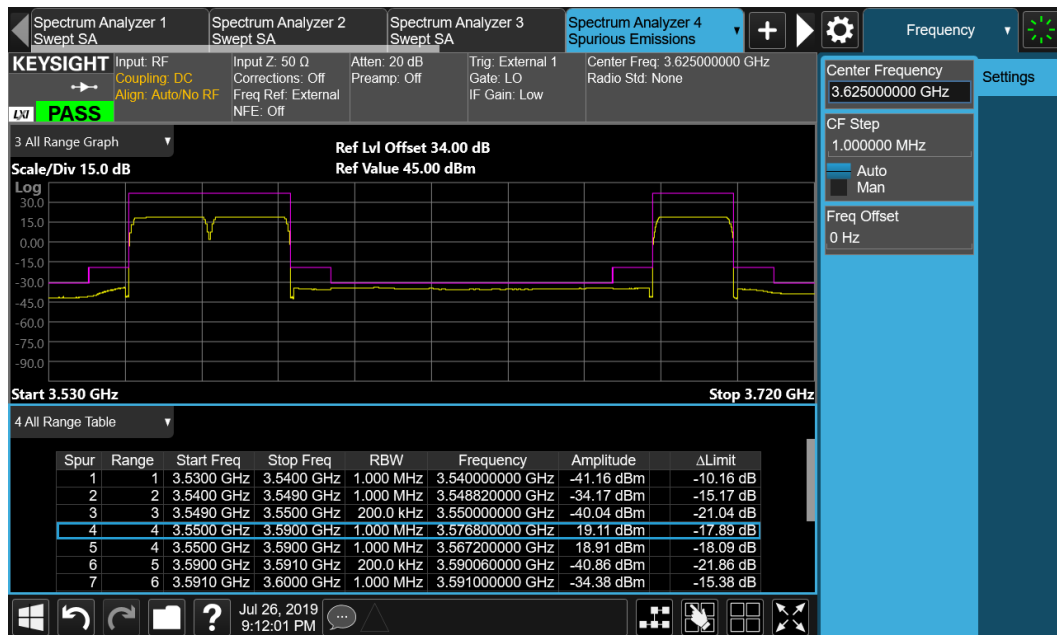 Spectrum Analyzer 1 Spectrum Analyzer 2 Spectrum Analyzer 3 Spectrum Analyzer 4 Frequency
Swept SA Swept SA Swept SA Spurious Emissions
KEYSIGHT Input: RF Input Z: 50 Ω Atten: 20 dB Trig: External 1 Center Freq: 3.625000000 GHz
Coupling: DC Corrections: Off Preamp: Off Gate: LO Radio Std: None
Align: Auto/No RF Freq Ref: External IF Gain: Low
LXI PASS NFE: Off
Center Frequency Settings
3.625000000 GHz
CF Step
1.000000 MHz
Auto
Man
Freq Offset
0 Hz
3 All Range Graph
Ref Lvl Offset 34.00 dB
Scale/Div 15.0 dB Ref Value 45.00 dBm
Log
30.0
15.0
0.00
-15.0
-30.0
-45.0
-60.0
-75.0
-90.0
Start 3.530 GHz Stop 3.720 GHz
4 All Range Table
Spur Range Start Freq Stop Freq RBW Frequency Amplitude ΔLimit
1 1 3.5300 GHz 3.5400 GHz 1.000 MHz 3.540000000 GHz -41.16 dBm -10.16 dB
2 2 3.5400 GHz 3.5490 GHz 1.000 MHz 3.548820000 GHz -34.17 dBm -15.17 dB
3 3 3.5490 GHz 3.5500 GHz 200.0 kHz 3.550000000 GHz -40.04 dBm -21.04 dB
4 4 3.5500 GHz 3.5900 GHz 1.000 MHz 3.576800000 GHz 19.11 dBm -17.89 dB
5 4 3.5500 GHz 3.5900 GHz 1.000 MHz 3.567200000 GHz 18.91 dBm -18.09 dB
6 5 3.5900 GHz 3.5910 GHz 200.0 kHz 3.590060000 GHz -40.86 dBm -21.86 dB
7 6 3.5910 GHz 3.6000 GHz 1.000 MHz 3.591000000 GHz -34.38 dBm -15.38 dB
Jul 26, 2019
9:12:01 PM